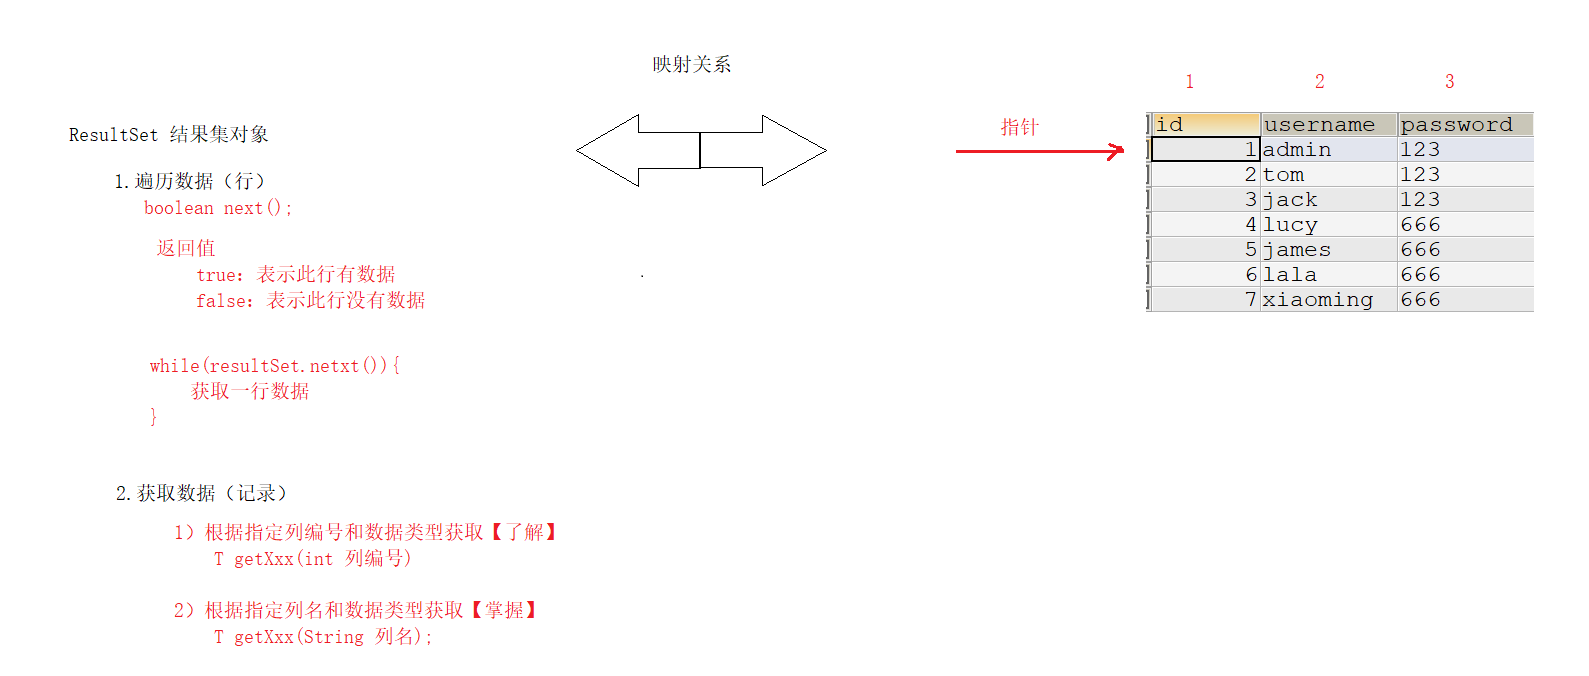 映射关系
ResultSet 结果集对象
1.遍历数据（行）
boolean next();
返回值
true：表示此行有数据
false：表示此行没有数据
while(resultSet.netxt()){
获取一行数据
}
2.获取数据（记录）
1）根据指定列编号和数据类型获取【了解】
T getXxx(int 列编号)
2）根据指定列名和数据类型获取【掌握】
T getXxx(String 列名);
指针
1 2 3
id username password
1 admin 123
2 tom 123
3 jack 123
4 lucy 666
5 james 666
6 lala 666
7 xiaoming 666